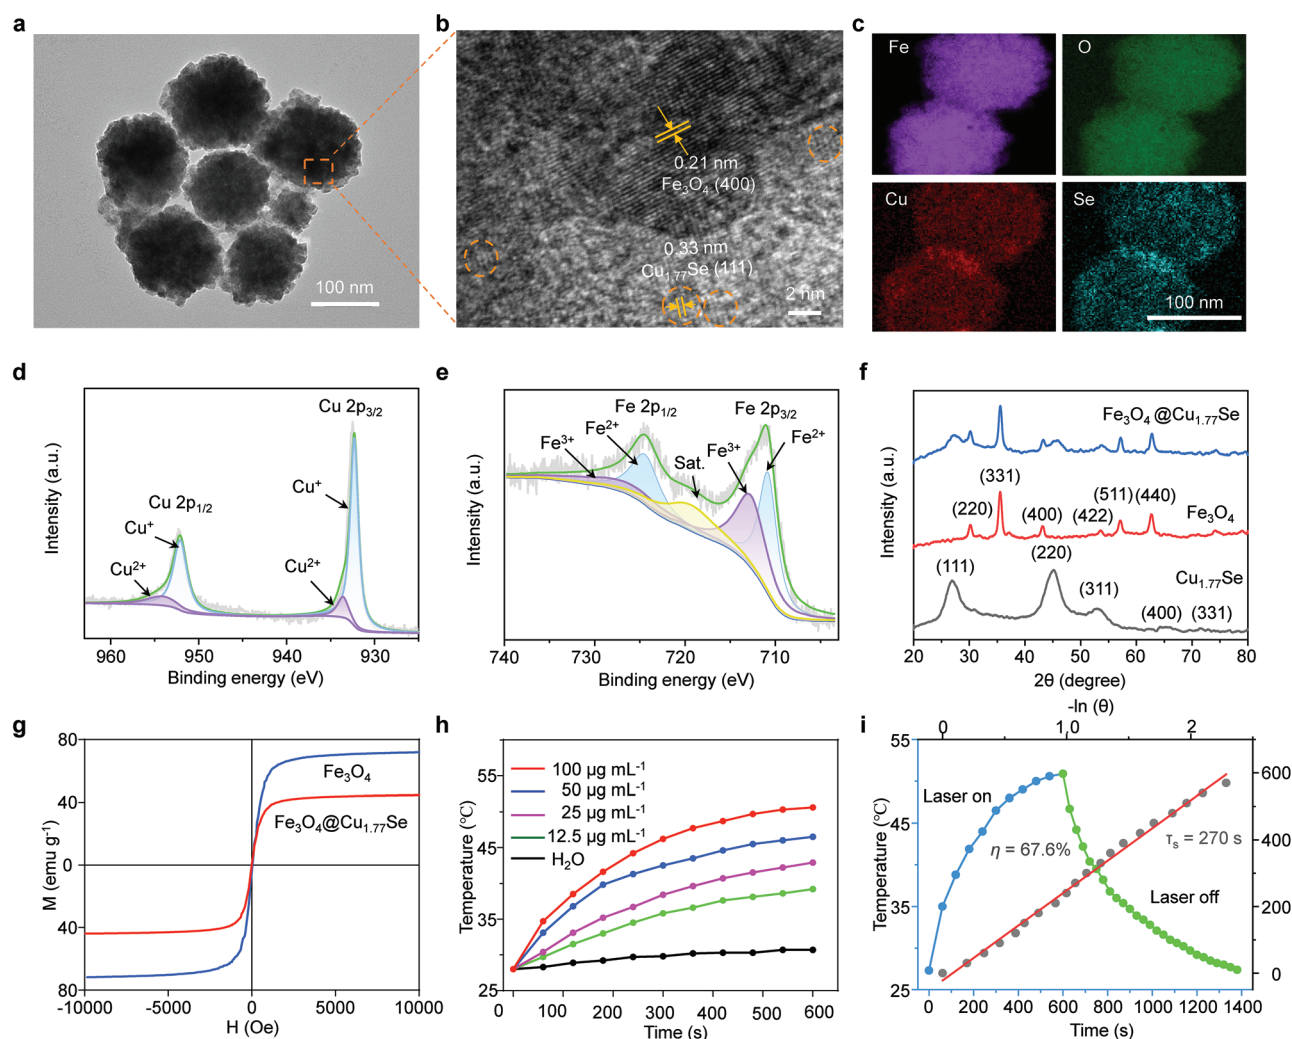 a
b
c
100 nm
0.21 nm
Fe3O4 (400)
0.33 nm
Cu1.77Se (111)
2 nm
Fe
O
Cu
Se
100 nm
d
Cu 2p3/2
Cu+
Cu 2p1/2
Cu+
Cu2+
Cu2+
Intensity (a.u.)
960 950 940 930
Binding energy (eV)
e
Fe 2p1/2
Fe 2p3/2
Fe3+
Fe2+
Sat.
Fe3+
Fe2+
Intensity (a.u.)
740 730 720 710
Binding energy (eV)
f
Fe3O4@Cu1.77Se
(331)
(220)
(400)
(511) (440)
(422)
Fe3O4
(220)
(111)
Cu1.77Se
(311)
(400) (331)
Intensity (a.u.)
20 30 40 50 60 70 80
2θ (degree)
g
80
40
0
40
80
M (emu g-1)
Fe3O4
Fe3O4@Cu1.77Se
-10000 -5000 0 5000 10000
H (Oe)
h
100 µg mL-1
50 µg mL-1
25 µg mL-1
12.5 µg mL-1
H2O
55
45
35
25
Temperature (℃)
0 100 200 300 400 500 600
Time (s)
i
-ln (θ)
0 1.0 2
55
45
35
25
Temperature (℃)
Laser on
η = 67.6%
τs = 270 s
Laser off
600
400
200
0
0 200 400 600 800 1000 1200 1400
Time (s)